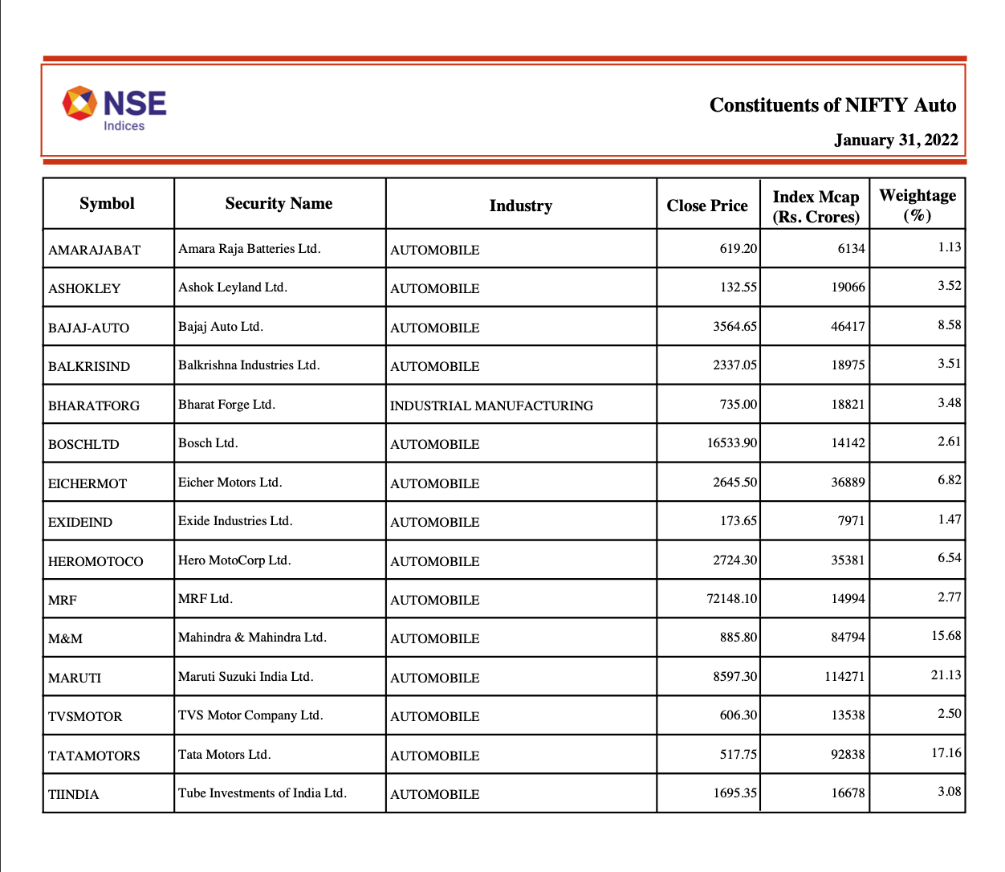 NSE
Indices
Constituents of NIFTY Auto
January 31, 2022
Symbol Security Name Industry Close Price Index Mcap (Rs. Crores) Weightage (%)
AMARAJABAT Amara Raja Batteries Ltd. AUTOMOBILE 619.20 6134 1.13
ASHOKLEY Ashok Leyland Ltd. AUTOMOBILE 132.55 19066 3.52
BAJAJ-AUTO Bajaj Auto Ltd. AUTOMOBILE 3564.65 46417 8.58
BALKRISIND Balkrishna Industries Ltd. AUTOMOBILE 2337.05 18975 3.51
BHARATFORG Bharat Forge Ltd. INDUSTRIAL MANUFACTURING 735.00 18821 3.48
BOSCHLTD Bosch Ltd. AUTOMOBILE 16533.90 14142 2.61
EICHERMOT Eicher Motors Ltd. AUTOMOBILE 2645.50 36889 6.82
EXIDEIND Exide Industries Ltd. AUTOMOBILE 173.65 7971 1.47
HEROMOTOCO Hero MotoCorp Ltd. AUTOMOBILE 2724.30 35381 6.54
MRF MRF Ltd. AUTOMOBILE 72148.10 14994 2.77
M&M Mahindra & Mahindra Ltd. AUTOMOBILE 885.80 84794 15.68
MARUTI Maruti Suzuki India Ltd. AUTOMOBILE 8597.30 114271 21.13
TVSMOTOR TVS Motor Company Ltd. AUTOMOBILE 606.30 13538 2.50
TATAMOTORS Tata Motors Ltd. AUTOMOBILE 517.75 92838 17.16
TIINDIA Tube Investments of India Ltd. AUTOMOBILE 1695.35 16678 3.08